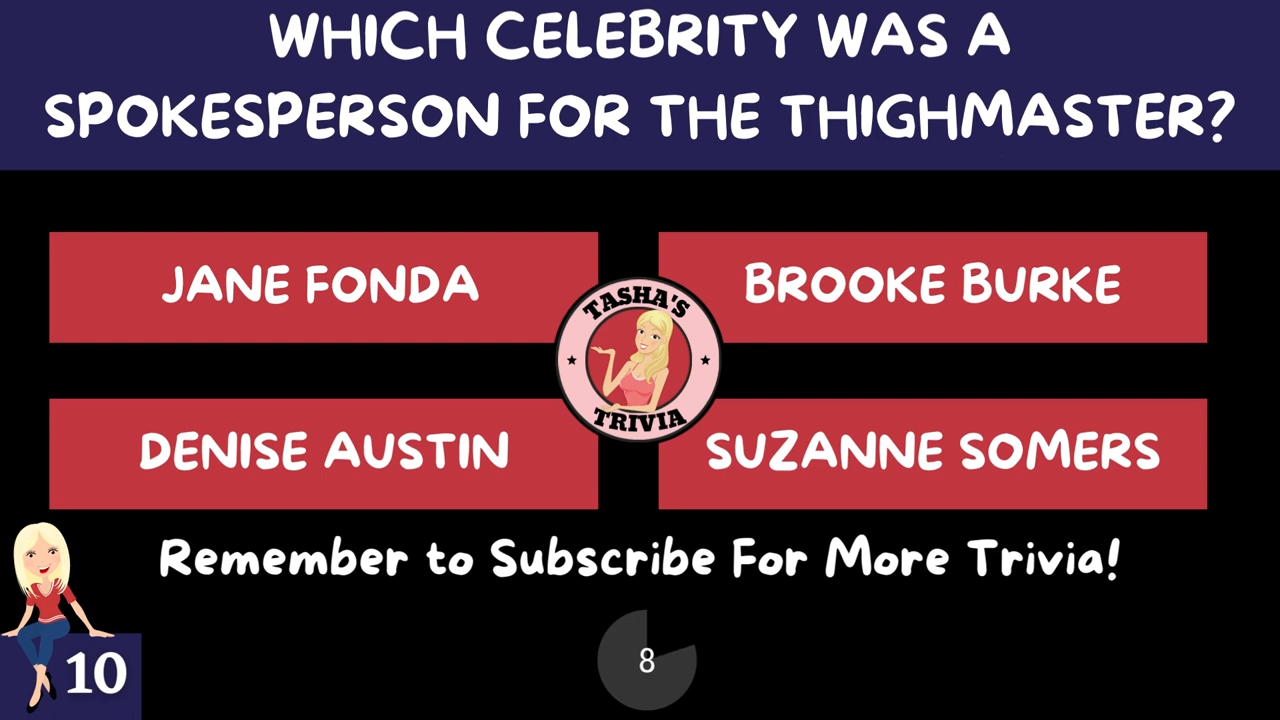 WHICH CELEBRITY WAS A
SPOKESPERSON FOR THE THIGHMASTER?
JANE FONDA
BROOKE BURKE
TASHA'S
TRIVIA
DENISE AUSTIN
SUZANNE SOMERS
Remember to Subscribe For More Trivia!
10
8